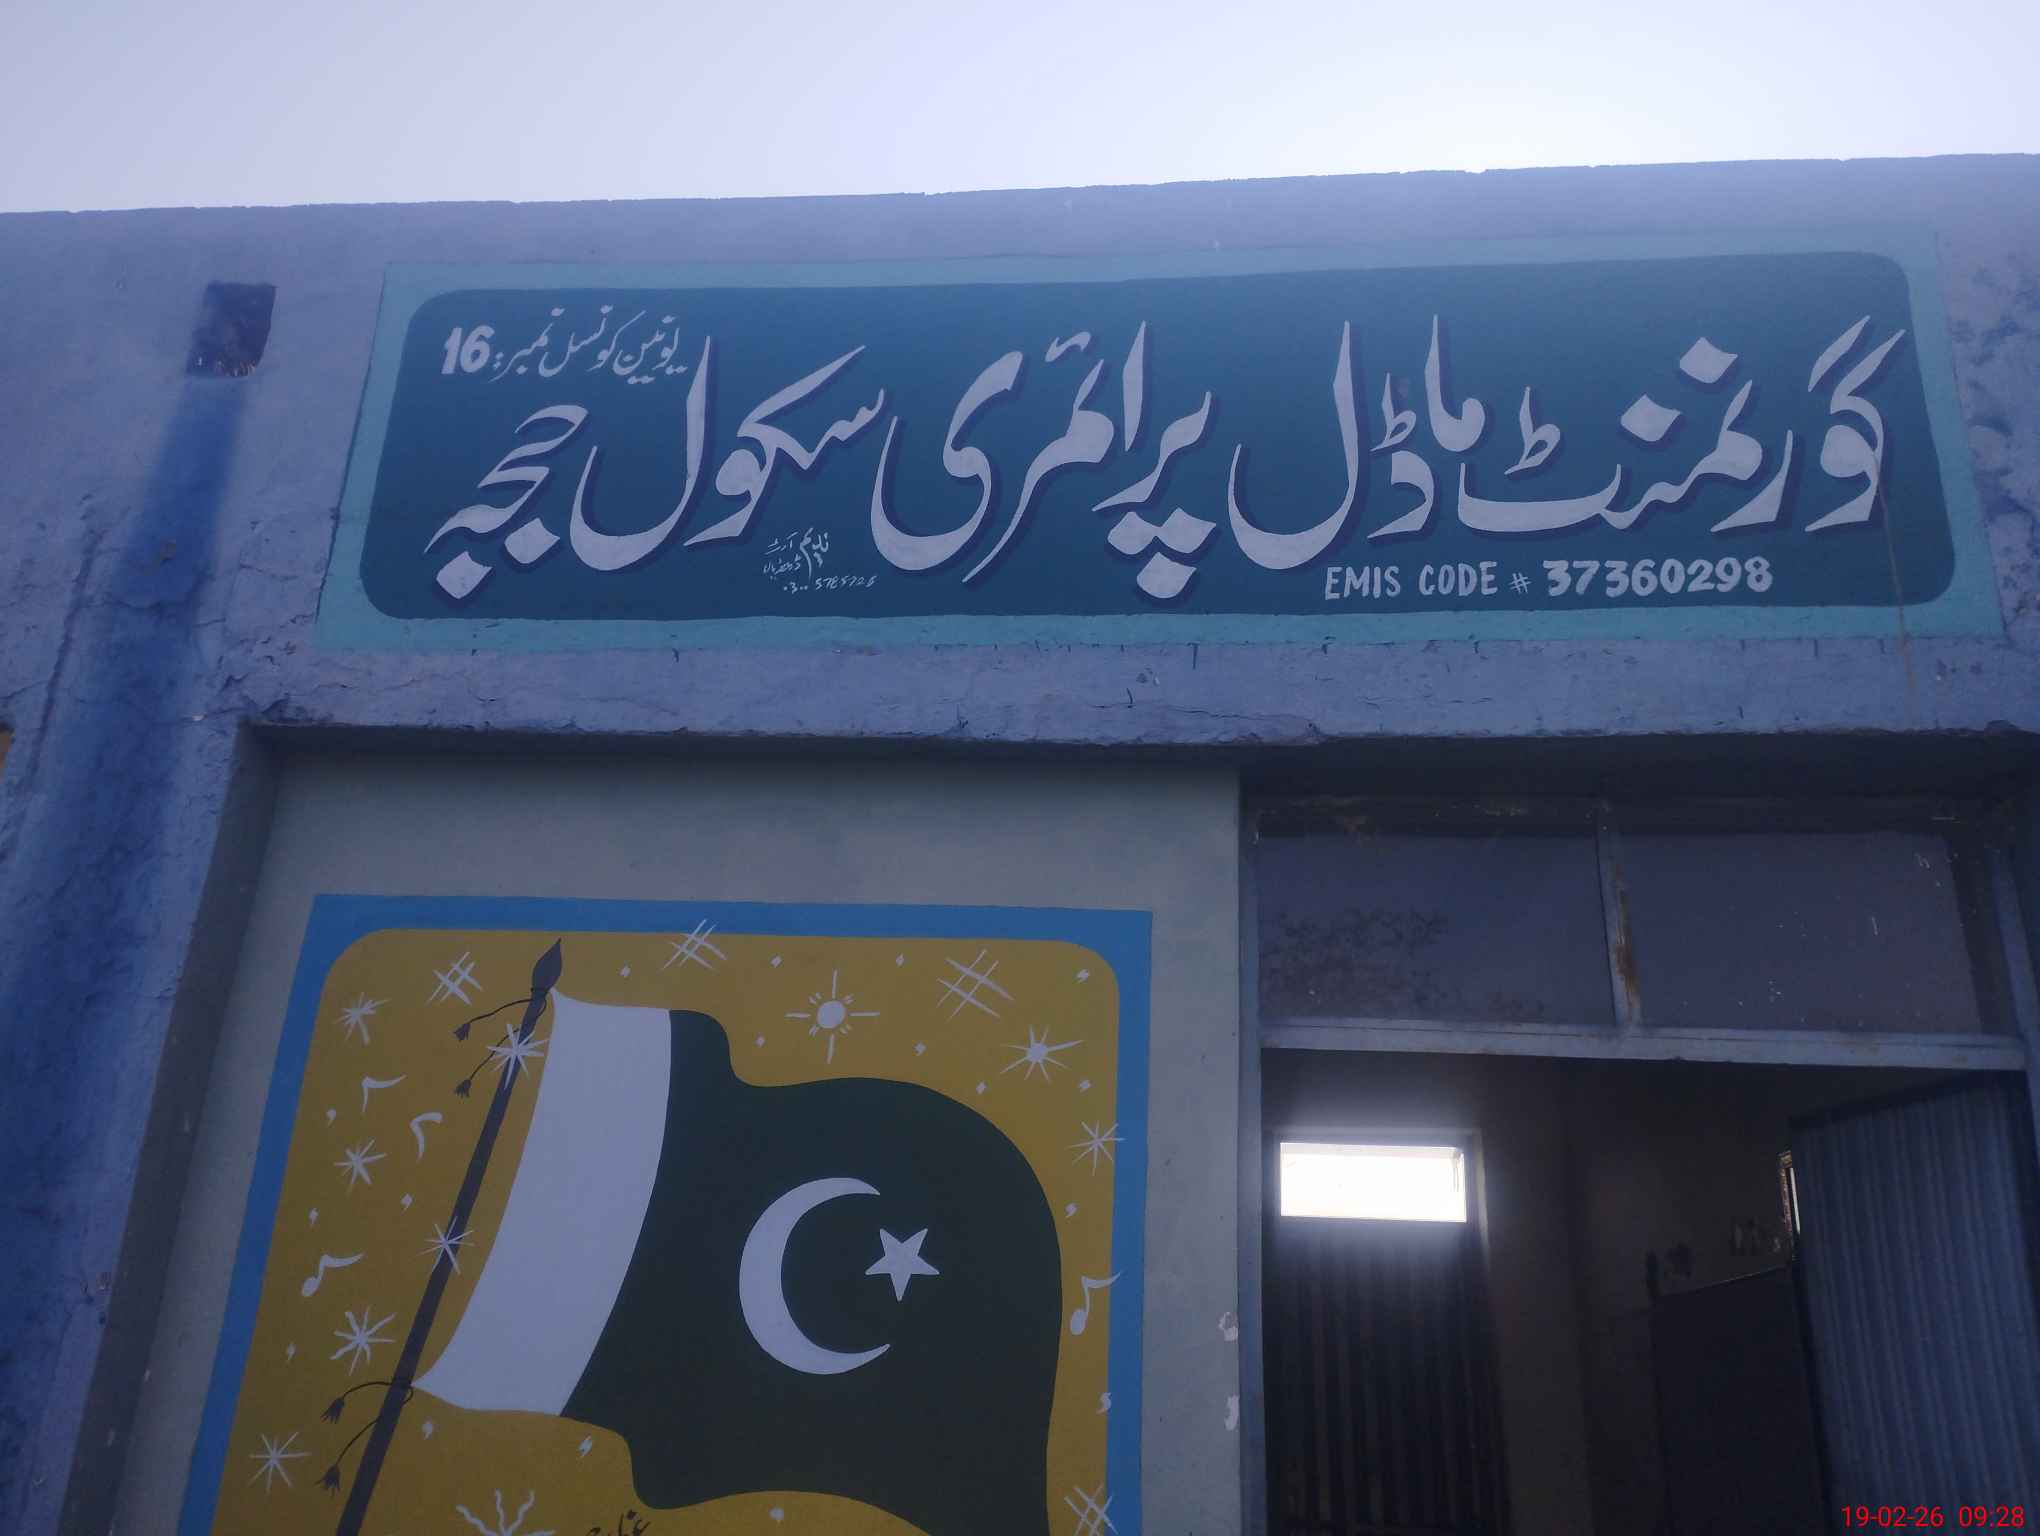 یونین کونسل نمبر: 16
گورنمنٹ ماڈل پرائمری سکول ججہ
EMIS CODE # 37360298
19-02-26 09:28